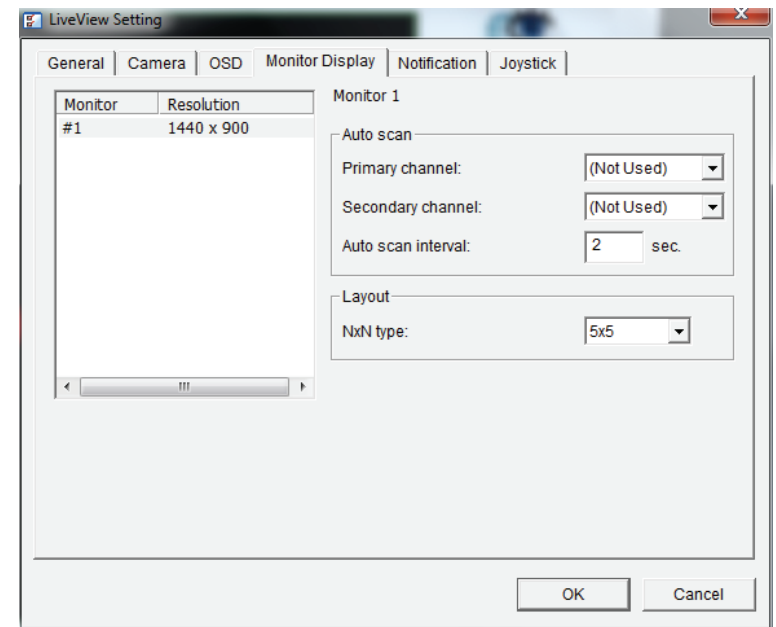 LiveView Setting
General Camera OSD Monitor Display Notification Joystick
Monitor Resolution
#1 1440 x 900
Monitor 1
Auto scan
Primary channel: (Not Used)
Secondary channel: (Not Used)
Auto scan interval: 2 sec.
Layout
NxN type: 5x5
OK Cancel